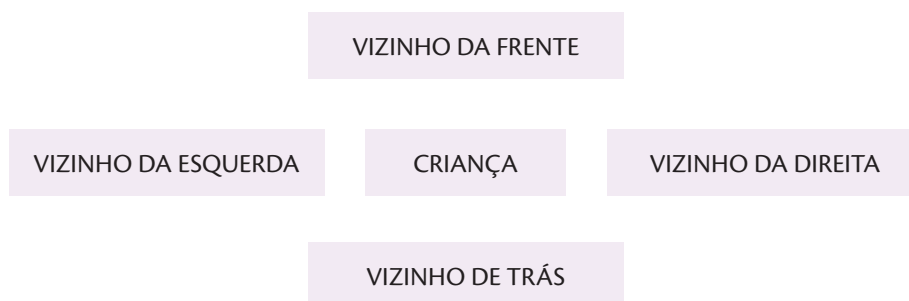 VIZINHO DA FRENTE
VIZINHO DA ESQUERDA
CRIANÇA
VIZINHO DA DIREITA
VIZINHO DE TRÁS